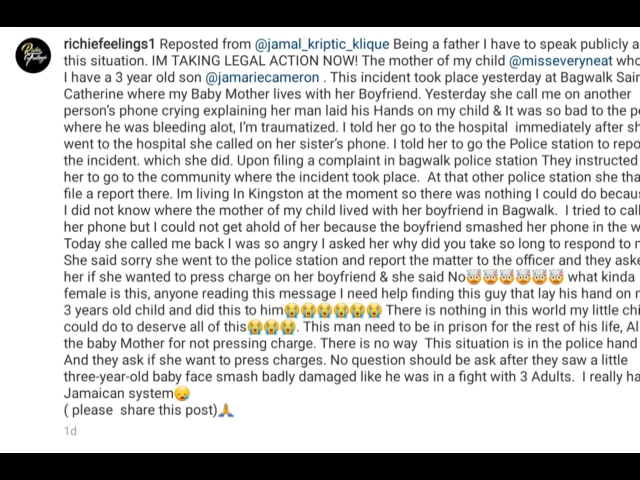 richiefeelings1 Reposted from @jamal_kriptic_klique Being a father I have to speak publicly a
this situation. IM TAKING LEGAL ACTION NOW! The mother of my child @misseveryneat who
I have a 3 year old son @jamariecameron . This incident took place yesterday at Bagwalk Sain
Catherine where my Baby Mother lives with her Boyfriend. Yesterday she call me on another
person's phone crying explaining her man laid his Hands on my child & It was so bad to the po
where he was bleeding alot, I'm traumatized. I told her go to the hospital immediately after sh
went to the hospital she called on her sister's phone. I told her to go the Police station to repo
the incident. which she did. Upon filing a complaint in bagwalk police station They instructed
her to go to the community where the incident took place. At that other police station she tha
file a report there. Im living In Kingston at the moment so there was nothing I could do becau
I did not know where the mother of my child lived with her boyfriend in Bagwalk. I tried to call
her phone but I could not get ahold of her because the boyfriend smashed her phone in the w
Today she called me back I was so angry I asked her why did you take so long to respond to m
She said sorry she went to the police station and report the matter to the officer and they aske
her if she wanted to press charge on her boyfriend & she said No🤯🤯🤯🤯🤯🤯 what kinda
female is this, anyone reading this message I need help finding this guy that lay his hand on m
3 years old child and did this to him😭😭😭😭😭😭 There is nothing in this world my little chi
could do to deserve all of this😭😭😭. This man need to be in prison for the rest of his life, Al
the baby Mother for not pressing charge. There is no way This situation is in the police hand
And they ask if she want to press charges. No question should be ask after they saw a little
three-year-old baby face smash badly damaged like he was in a fight with 3 Adults. I really ha
Jamaican system😪
( please share this post)🙏
1d